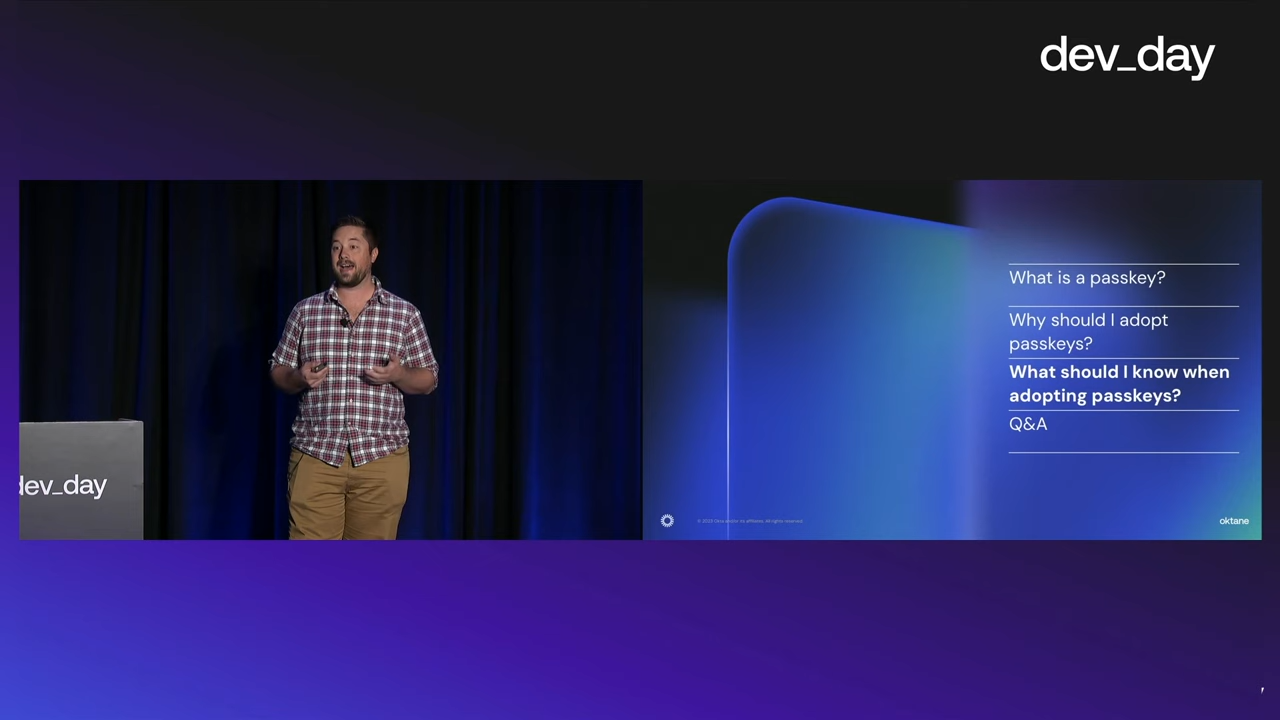 dev_day
What is a passkey?
Why should I adopt
passkeys?
What should I know when
adopting passkeys?
Q&A
dev_day
oktane